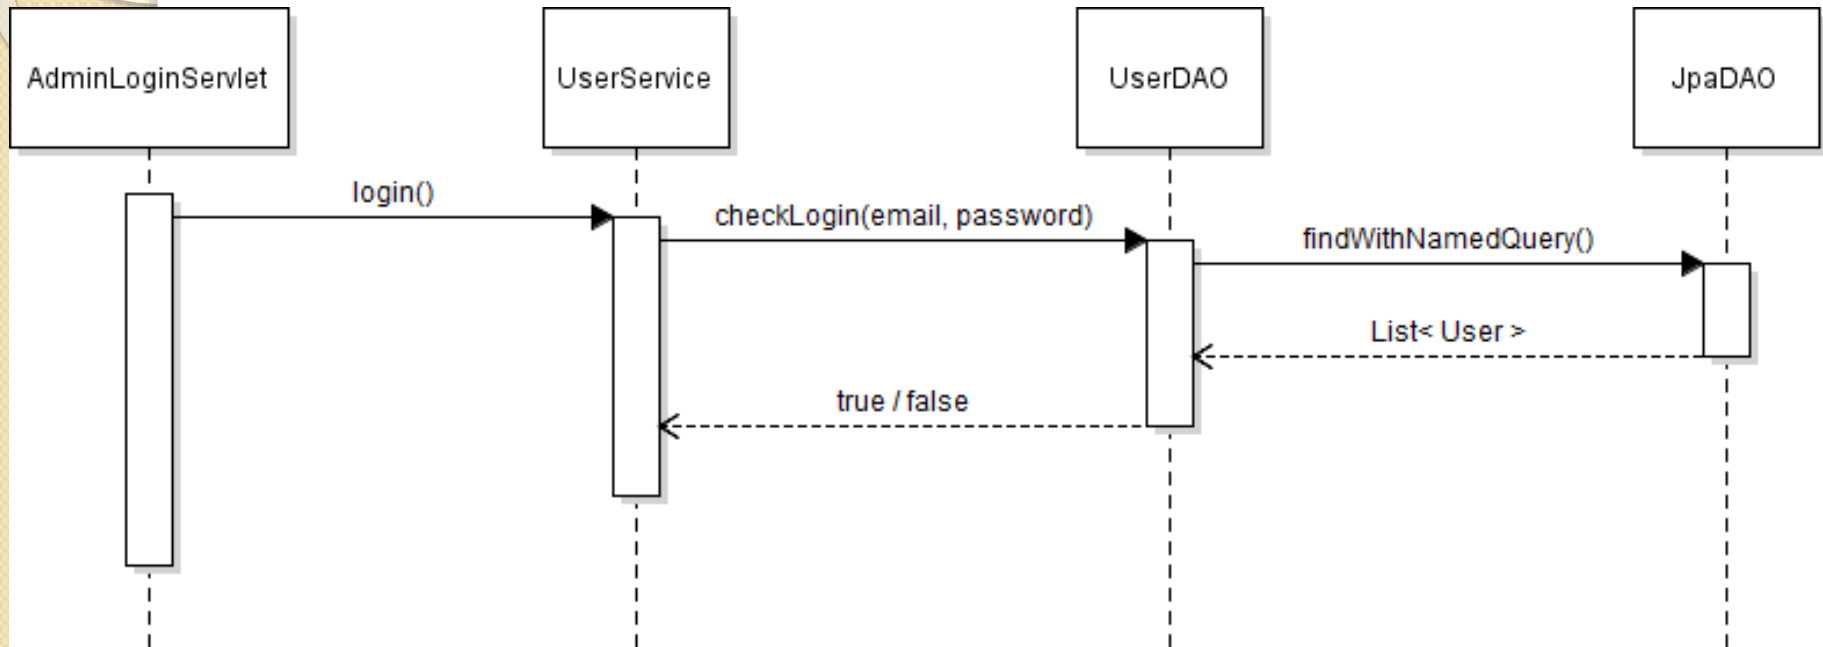 AdminLoginServlet
UserService
UserDAO
JpaDAO
login()
checkLogin(email, password)
findWithNamedQuery()
List< User >
true / false